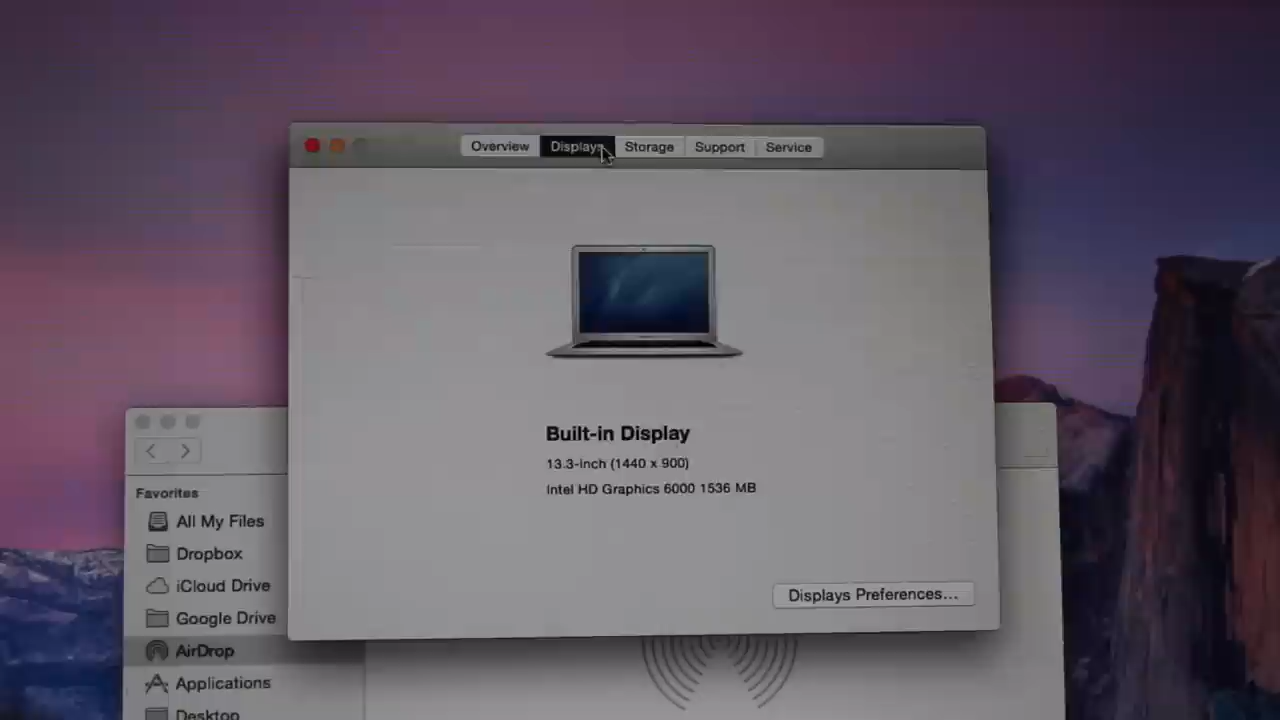 Overview Displays Storage Support Service
Built-in Display
13.3-inch (1440 x 900)
Intel HD Graphics 6000 1536 MB
Displays Preferences...
Favorites
All My Files
Dropbox
iCloud Drive
Google Drive
AirDrop
Applications
Desktop